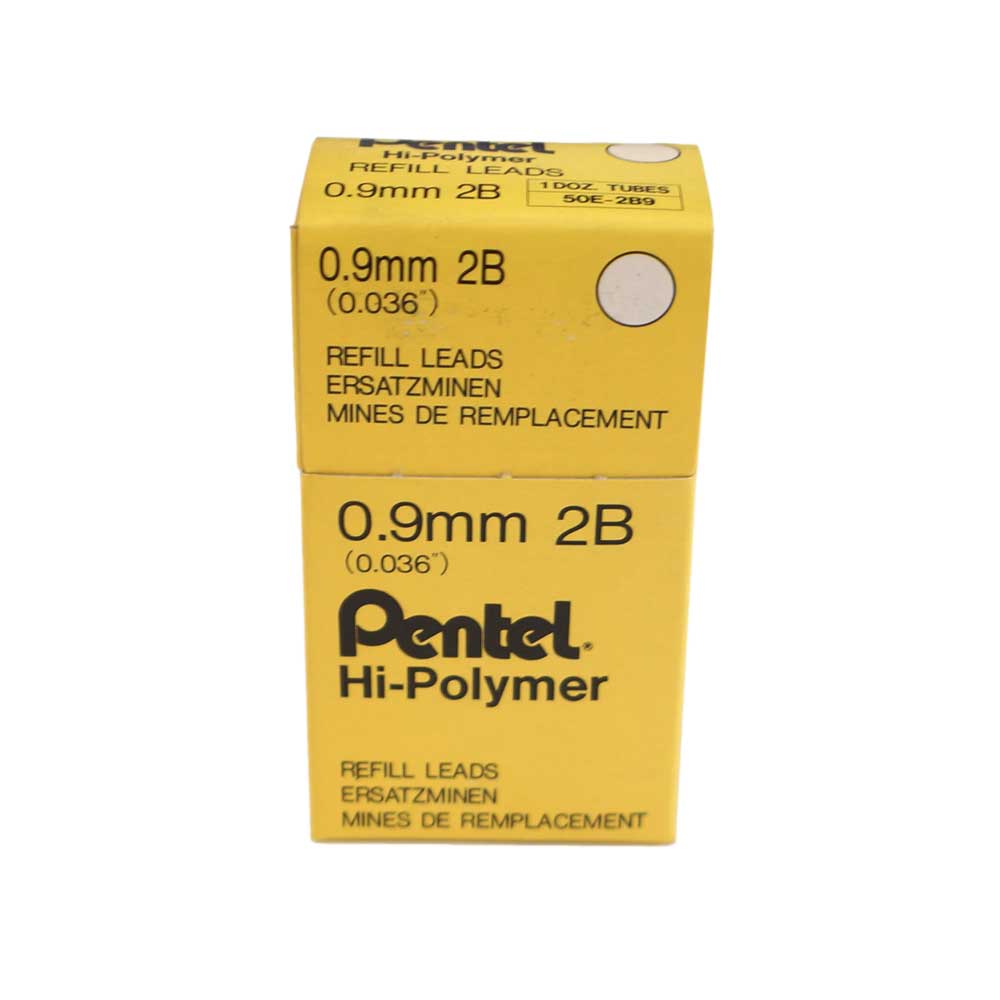 Pentel
Hi-Polymer
REFILL LEADS
0.9mm 2B
1 DOZ. TUBES
50E-2B9
0.9mm 2B
(0.036″)
REFILL LEADS
ERSATZMINEN
MINES DE REMPLACEMENT
0.9mm 2B
(0.036″)
Pentel®
Hi-Polymer
REFILL LEADS
ERSATZMINEN
MINES DE REMPLACEMENT